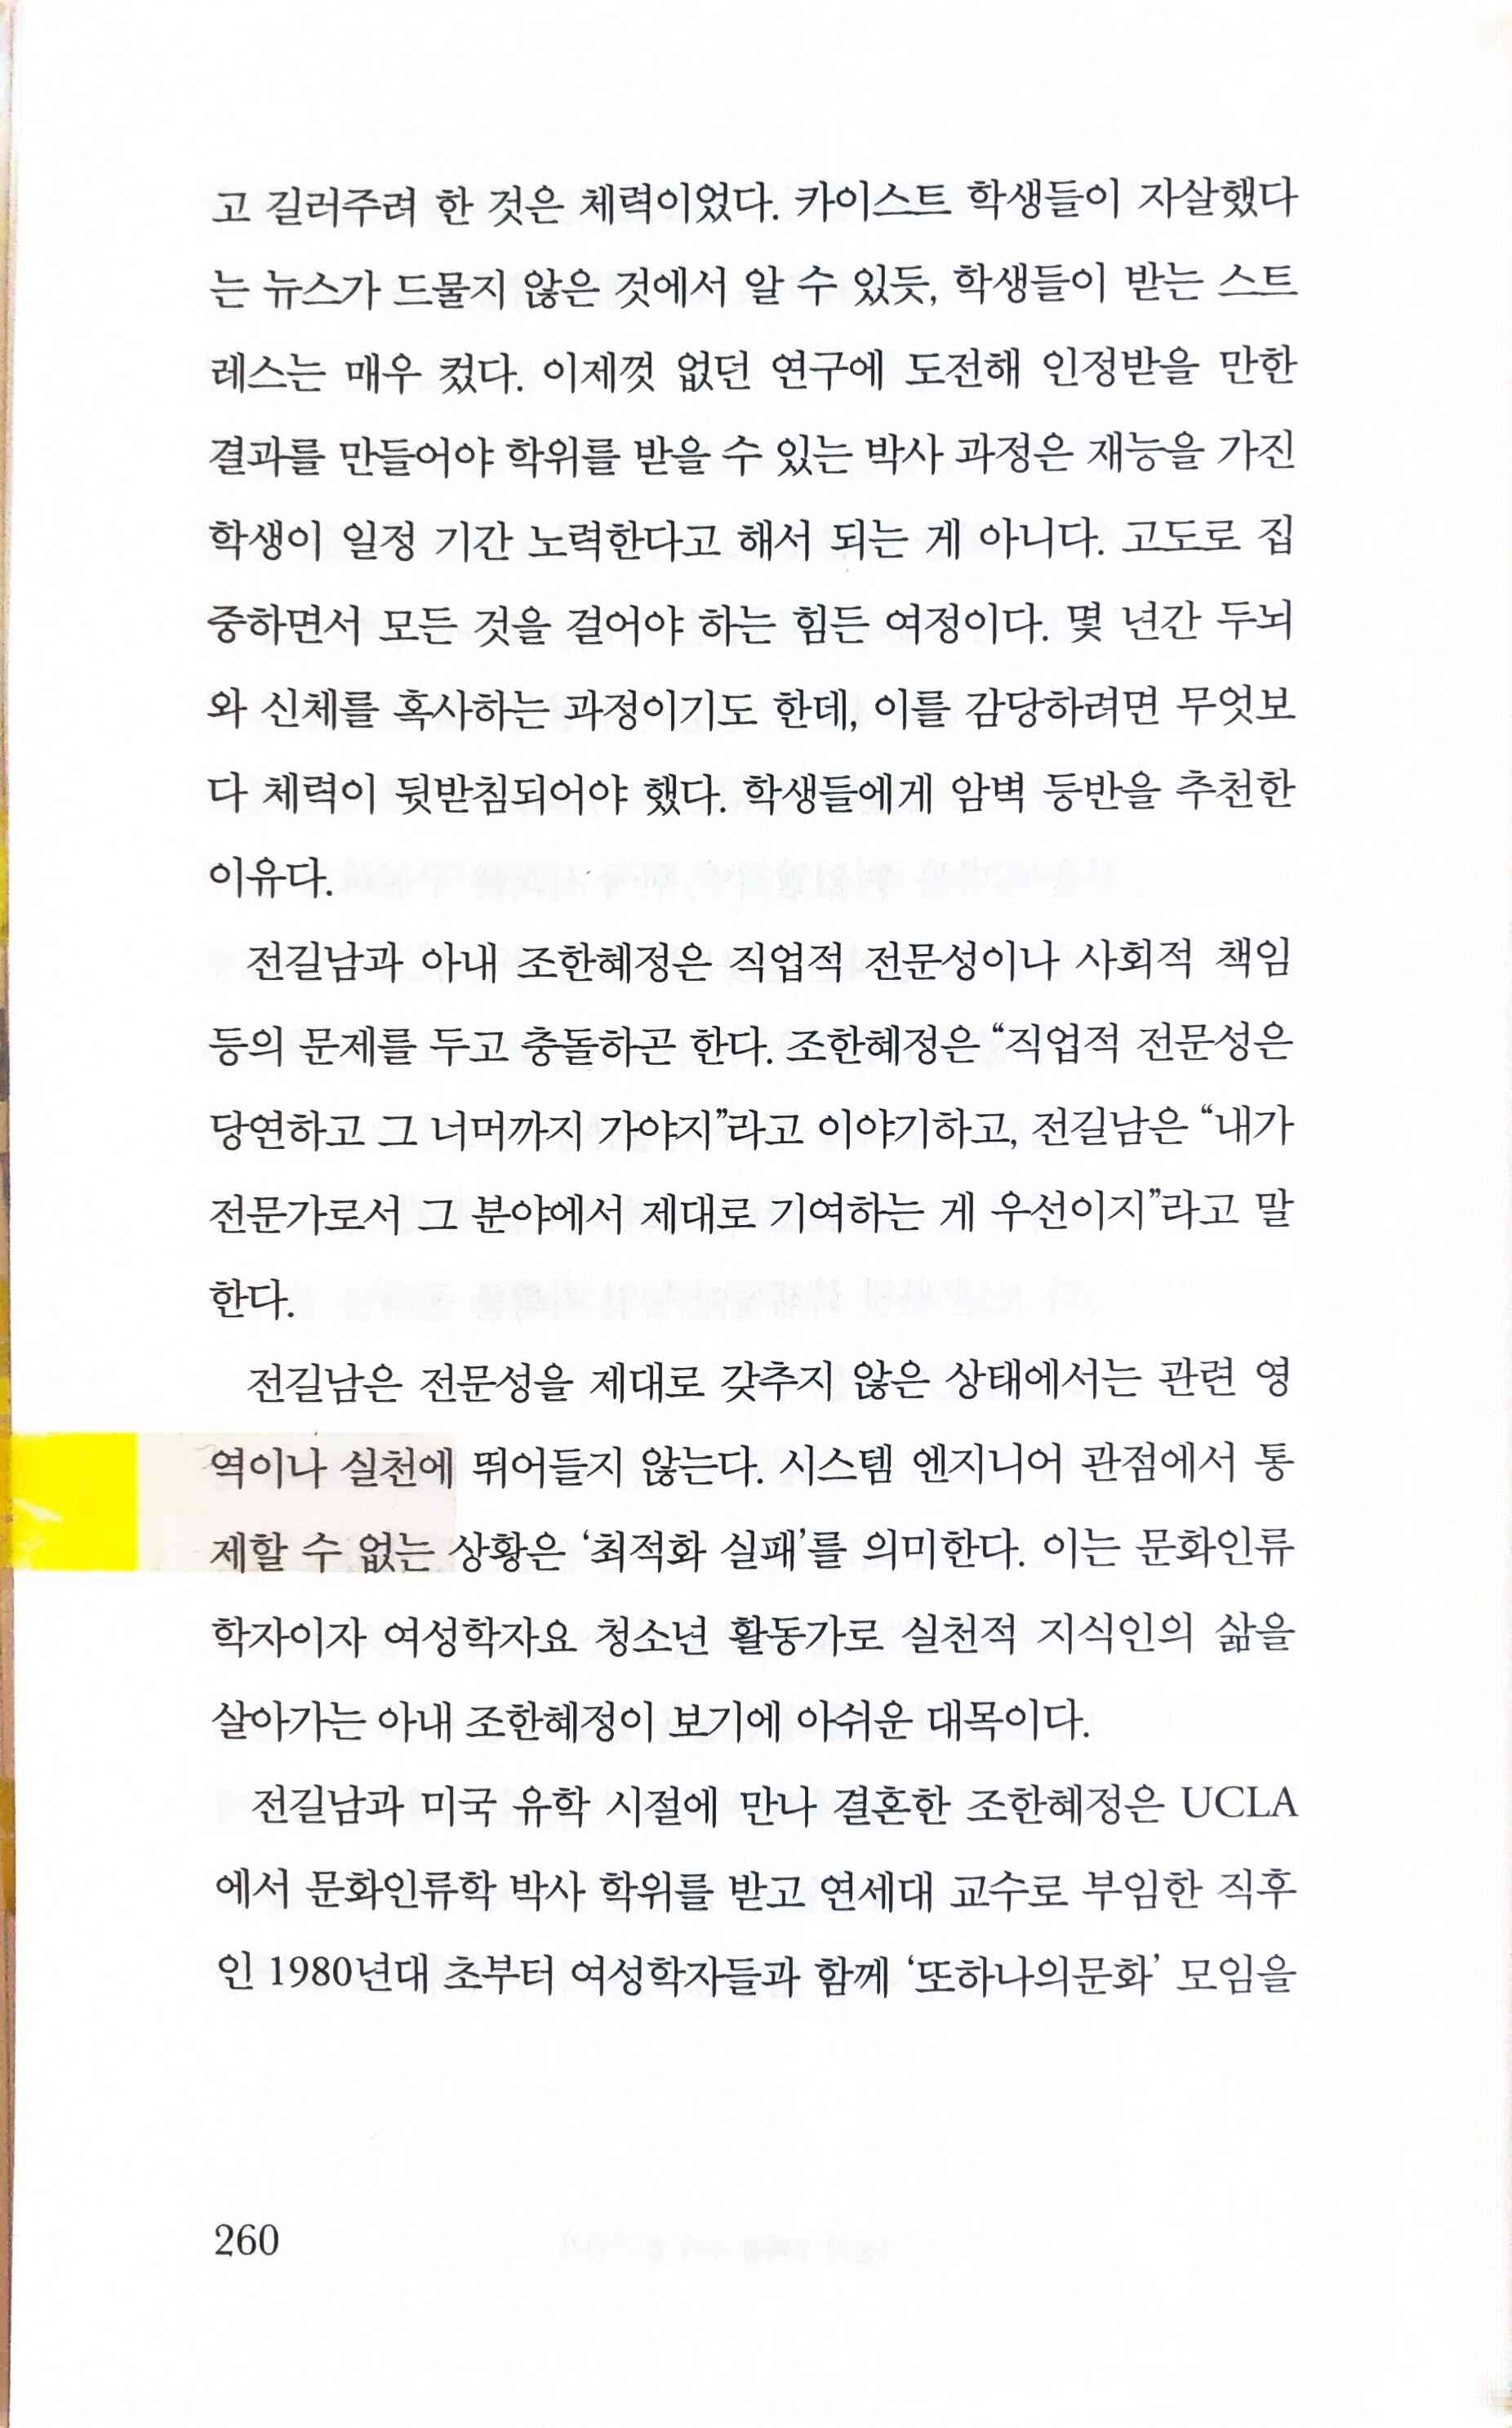 고 길러주려 한 것은 체력이었다. 카이스트 학생들이 자살했다
는 뉴스가 드물지 않은 것에서 알 수 있듯, 학생들이 받는 스트
레스는 매우 컸다. 이제껏 없던 연구에 도전해 인정받을 만한
결과를 만들어야 학위를 받을 수 있는 박사 과정은 재능을 가진
학생이 일정 기간 노력한다고 해서 되는 게 아니다. 고도로 집
중하면서 모든 것을 걸어야 하는 힘든 여정이다. 몇 년간 두뇌
와 신체를 혹사하는 과정이기도 한데, 이를 감당하려면 무엇보
다 체력이 뒷받침되어야 했다. 학생들에게 암벽 등반을 추천한
이유다.
전길남과 아내 조한혜정은 직업적 전문성이나 사회적 책임
등의 문제를 두고 충돌하곤 한다. 조한혜정은 “직업적 전문성은
당연하고 그 너머까지 가야지”라고 이야기하고, 전길남은 “내가
전문가로서 그 분야에서 제대로 기여하는 게 우선이지”라고 말
한다.
전길남은 전문성을 제대로 갖추지 않은 상태에서는 관련 영
역이나 실천에 뛰어들지 않는다. 시스템 엔지니어 관점에서 통
제할 수 없는 상황은 ‘최적화 실패’를 의미한다. 이는 문화인류
학자이자 여성학자요 청소년 활동가로 실천적 지식인의 삶을
살아가는 아내 조한혜정이 보기에 아쉬운 대목이다.
전길남과 미국 유학 시절에 만나 결혼한 조한혜정은 UCLA
에서 문화인류학 박사 학위를 받고 연세대 교수로 부임한 직후
인 1980년대 초부터 여성학자들과 함께 ‘또하나의문화’ 모임을
260